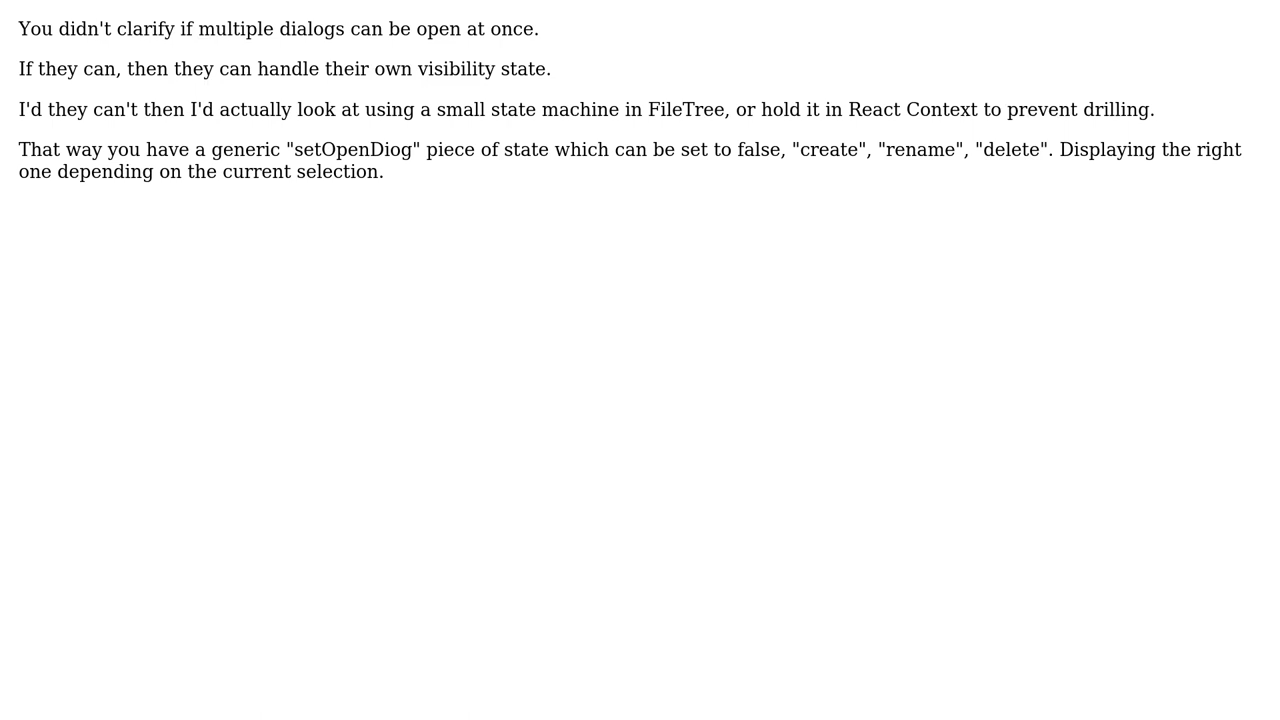 You didn't clarify if multiple dialogs can be open at once.
If they can, then they can handle their own visibility state.
I'd they can't then I'd actually look at using a small state machine in FileTree, or hold it in React Context to prevent drilling.
That way you have a generic "setOpenDiog" piece of state which can be set to false, "create", "rename", "delete". Displaying the right
one depending on the current selection.